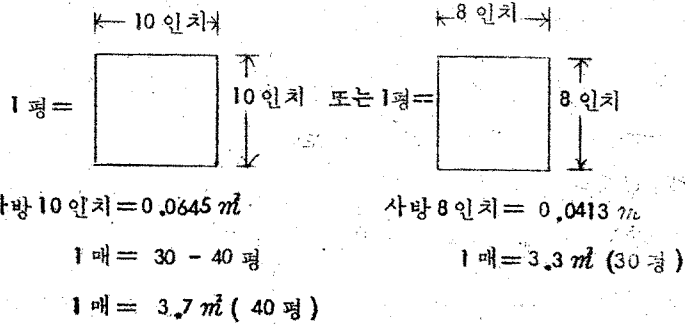 10 인치
8 인치
1 평=
10 인치
또는 1평=
8 인치
사방 10 인치=0.0645 ㎡
사방 8 인치= 0.0413 ㎡
1 매= 30 - 40 평
1 매=3.3 ㎡ (30 평)
1 매= 3.7 ㎡ ( 40 평 )